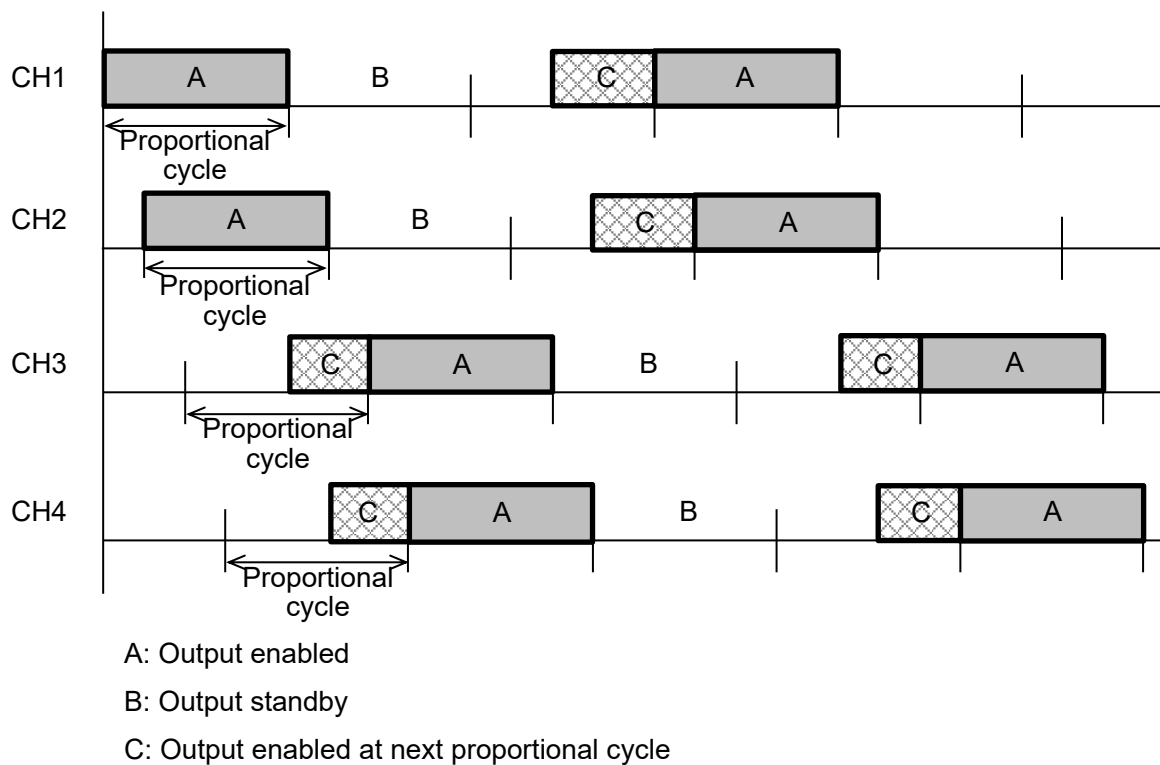 CH1 A B C A
Proportional
cycle
CH2 A B C A
Proportional
cycle
CH3 C A B C A
Proportional
cycle
CH4 C A B C A
Proportional
cycle
A: Output enabled
B: Output standby
C: Output enabled at next proportional cycle